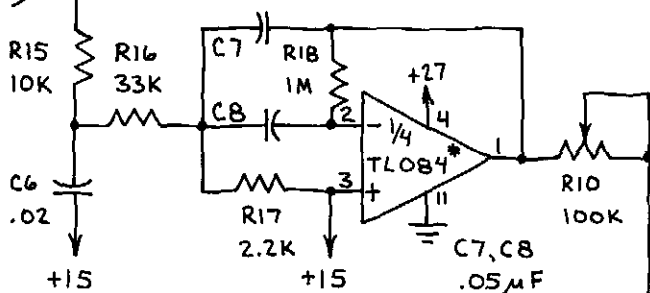 R15
10K
R16
33K
C7
R18
1M
+27
4
C8
2
−
1/4
TL084*
1
3
+
11
C6
.02
R17
2.2K
R10
100K
+15
+15
C7, C8
.05µF